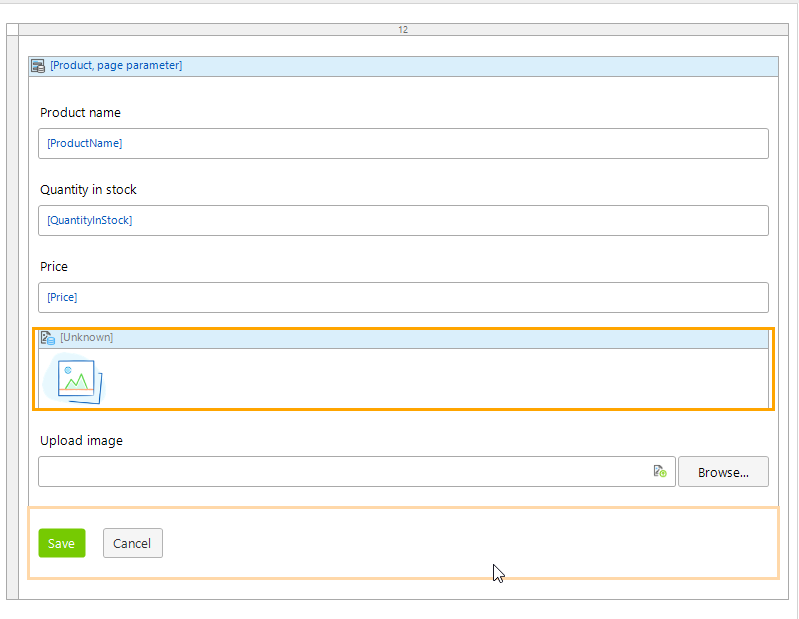 12
[Product, page parameter]
Product name
[ProductName]
Quantity in stock
[QuantityInStock]
Price
[Price]
[Unknown]
Upload image
Browse...
Save
Cancel